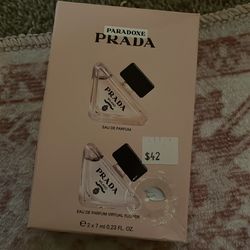 PARADOXE
PRADA
PRADA
EAU DE PARFUM
$42
PRADA
EAU DE PARFUM VIRTUAL FLOWER
℮ 2 x 7 ml 0.23 FL. OZ.